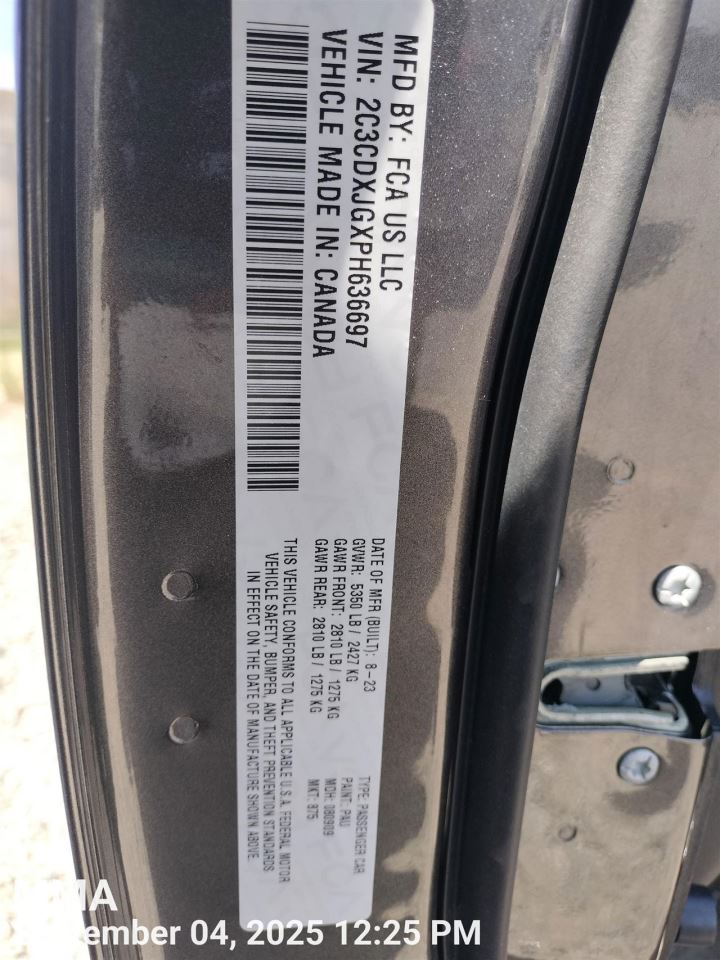 MFD BY: FCA US LLC
VIN: 2C3CDXJGXPH636697
VEHICLE MADE IN: CANADA
DATE OF MFR (BUILT): 8-23
GVWR: 5350 LB / 2427 KG
GAWR FRONT: 2810 LB / 1275 KG
GAWR REAR: 2810 LB / 1275 KG
TYPE: PASSENGER CAR
PAINT: PAU
MDH: 080909
MKT: 875
THIS VEHICLE CONFORMS TO ALL APPLICABLE U.S.A. FEDERAL MOTOR
VEHICLE SAFETY, BUMPER, AND THEFT PREVENTION STANDARDS
IN EFFECT ON THE DATE OF MANUFACTURE SHOWN ABOVE.
04, 2025 12:25 PM